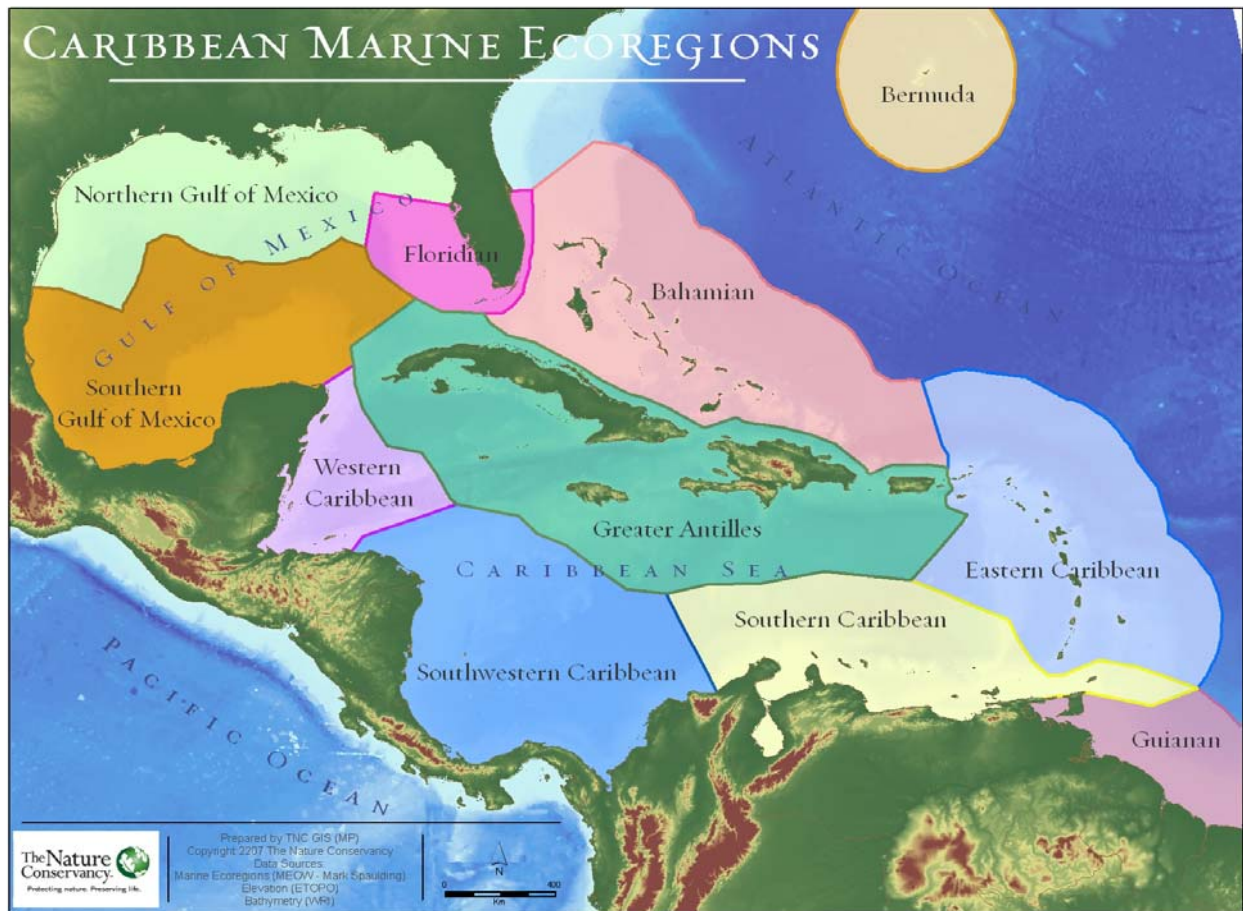 CARIBBEAN MARINE ECOREGIONS
Bermuda
ATLANTIC OCEAN
Northern Gulf of Mexico
GULF OF MEXICO
Floridian
Bahamian
Southern
Gulf of Mexico
Western
Caribbean
Greater Antilles
CARIBBEAN SEA
Eastern Caribbean
Southern Caribbean
Southwestern Caribbean
Guianan
PACIFIC OCEAN
The Nature
Conservancy
Protecting nature. Preserving life.
Prepared by TNC GIS (MP)
Copyright 2207 The Nature Conservancy
Data Sources:
Marine Ecoregions (MEOW - Mark Spaulding)
Elevation (ETOPO)
Bathymetry (WRI)
N
0 400
Km